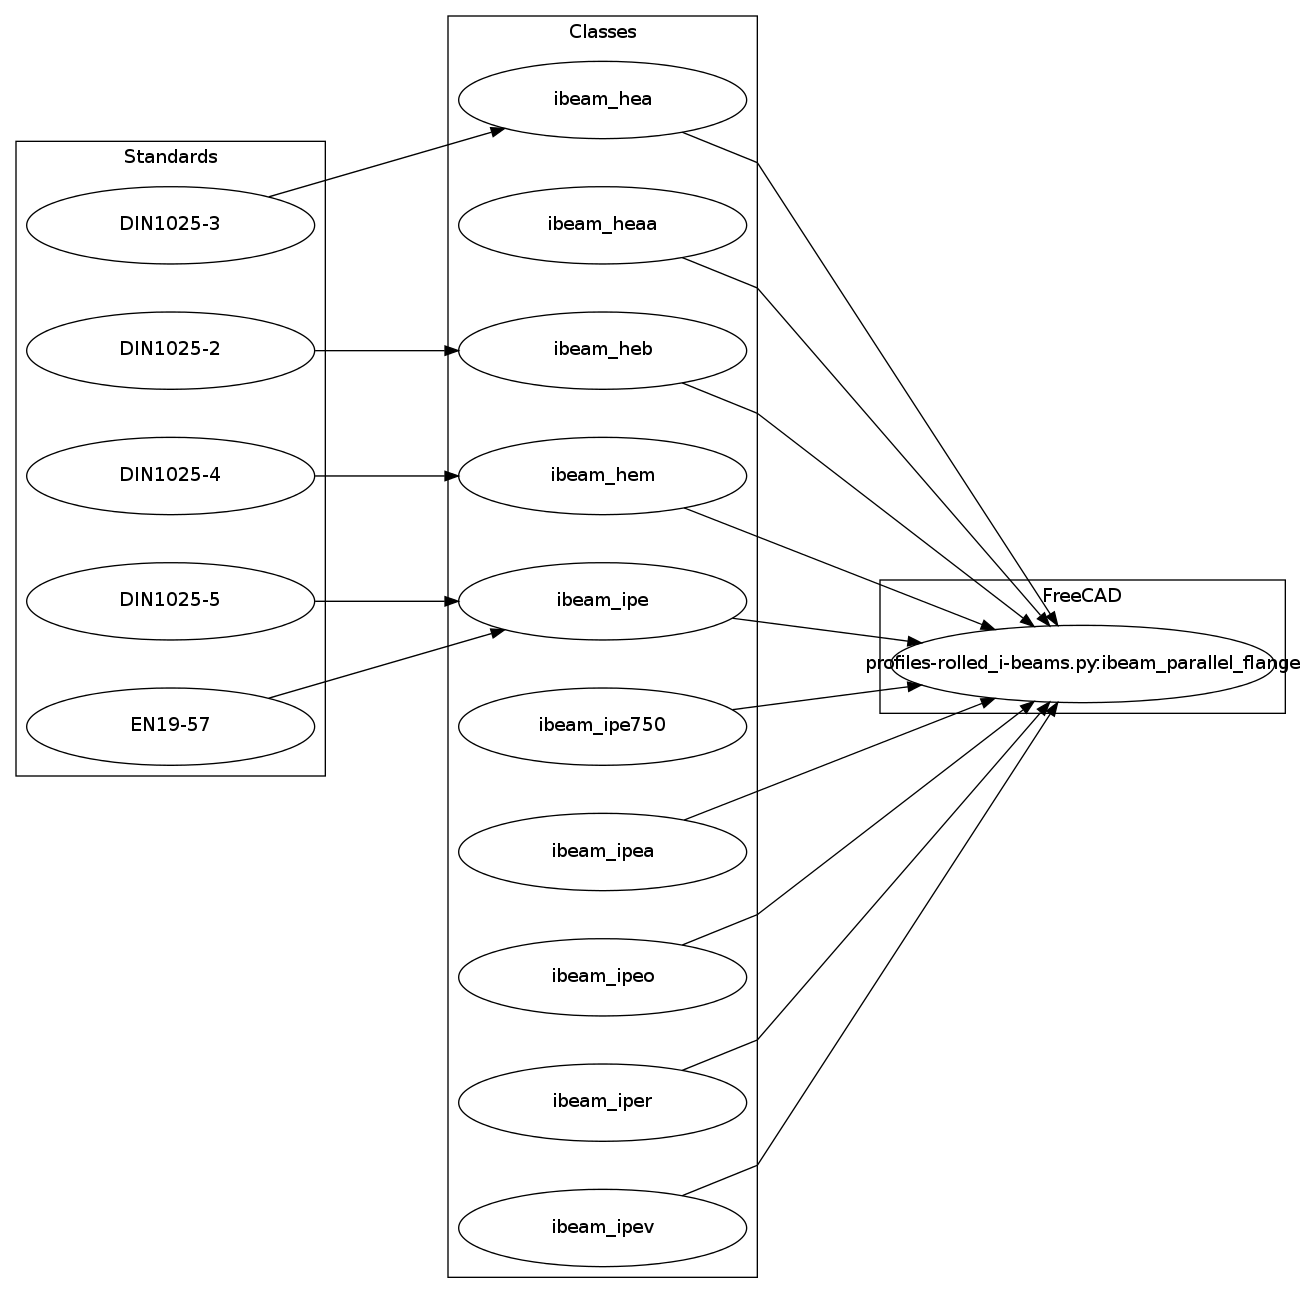 Standards
DIN1025-3
DIN1025-2
DIN1025-4
DIN1025-5
EN19-57
Classes
ibeam_hea
ibeam_heaa
ibeam_heb
ibeam_hem
ibeam_ipe
ibeam_ipe750
ibeam_ipea
ibeam_ipeo
ibeam_iper
ibeam_ipev
FreeCAD
profiles-rolled_i-beams.py:ibeam_parallel_flange